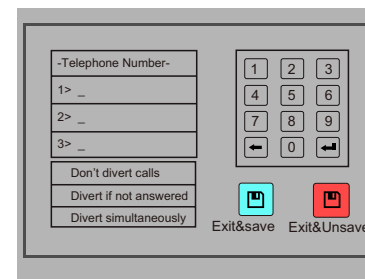 -Telephone Number-
1> _
2> _
3> _
Don't divert calls
Divert if not answered
Divert simultaneously
1 2 3
4 5 6
7 8 9
0
Exit&save Exit&Unsave